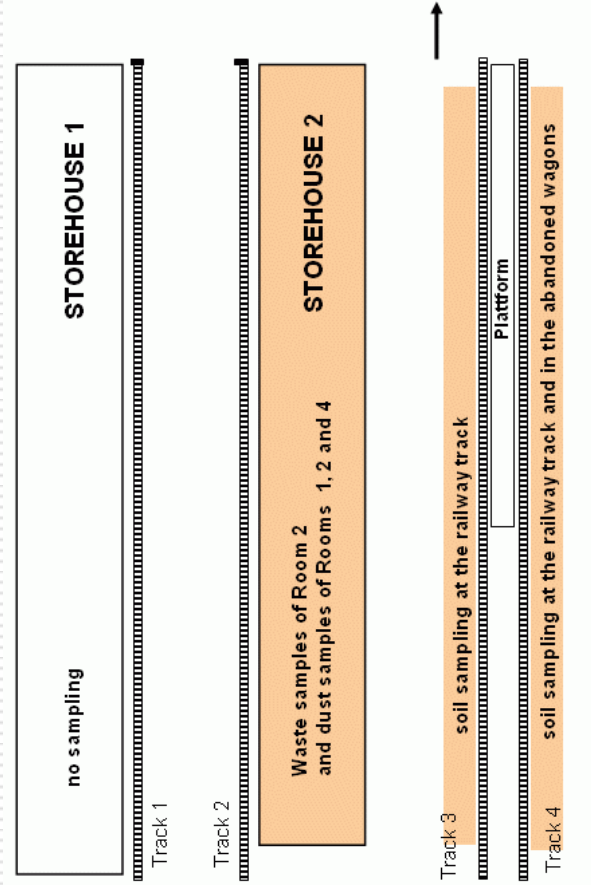 STOREHOUSE 1
no sampling
Track 1
Track 2
STOREHOUSE 2
Waste samples of Room 2
and dust samples of Rooms 1, 2 and 4
Track 3
soil sampling at the railway track
Plattform
soil sampling at the railway track and in the abandoned wagons
Track 4